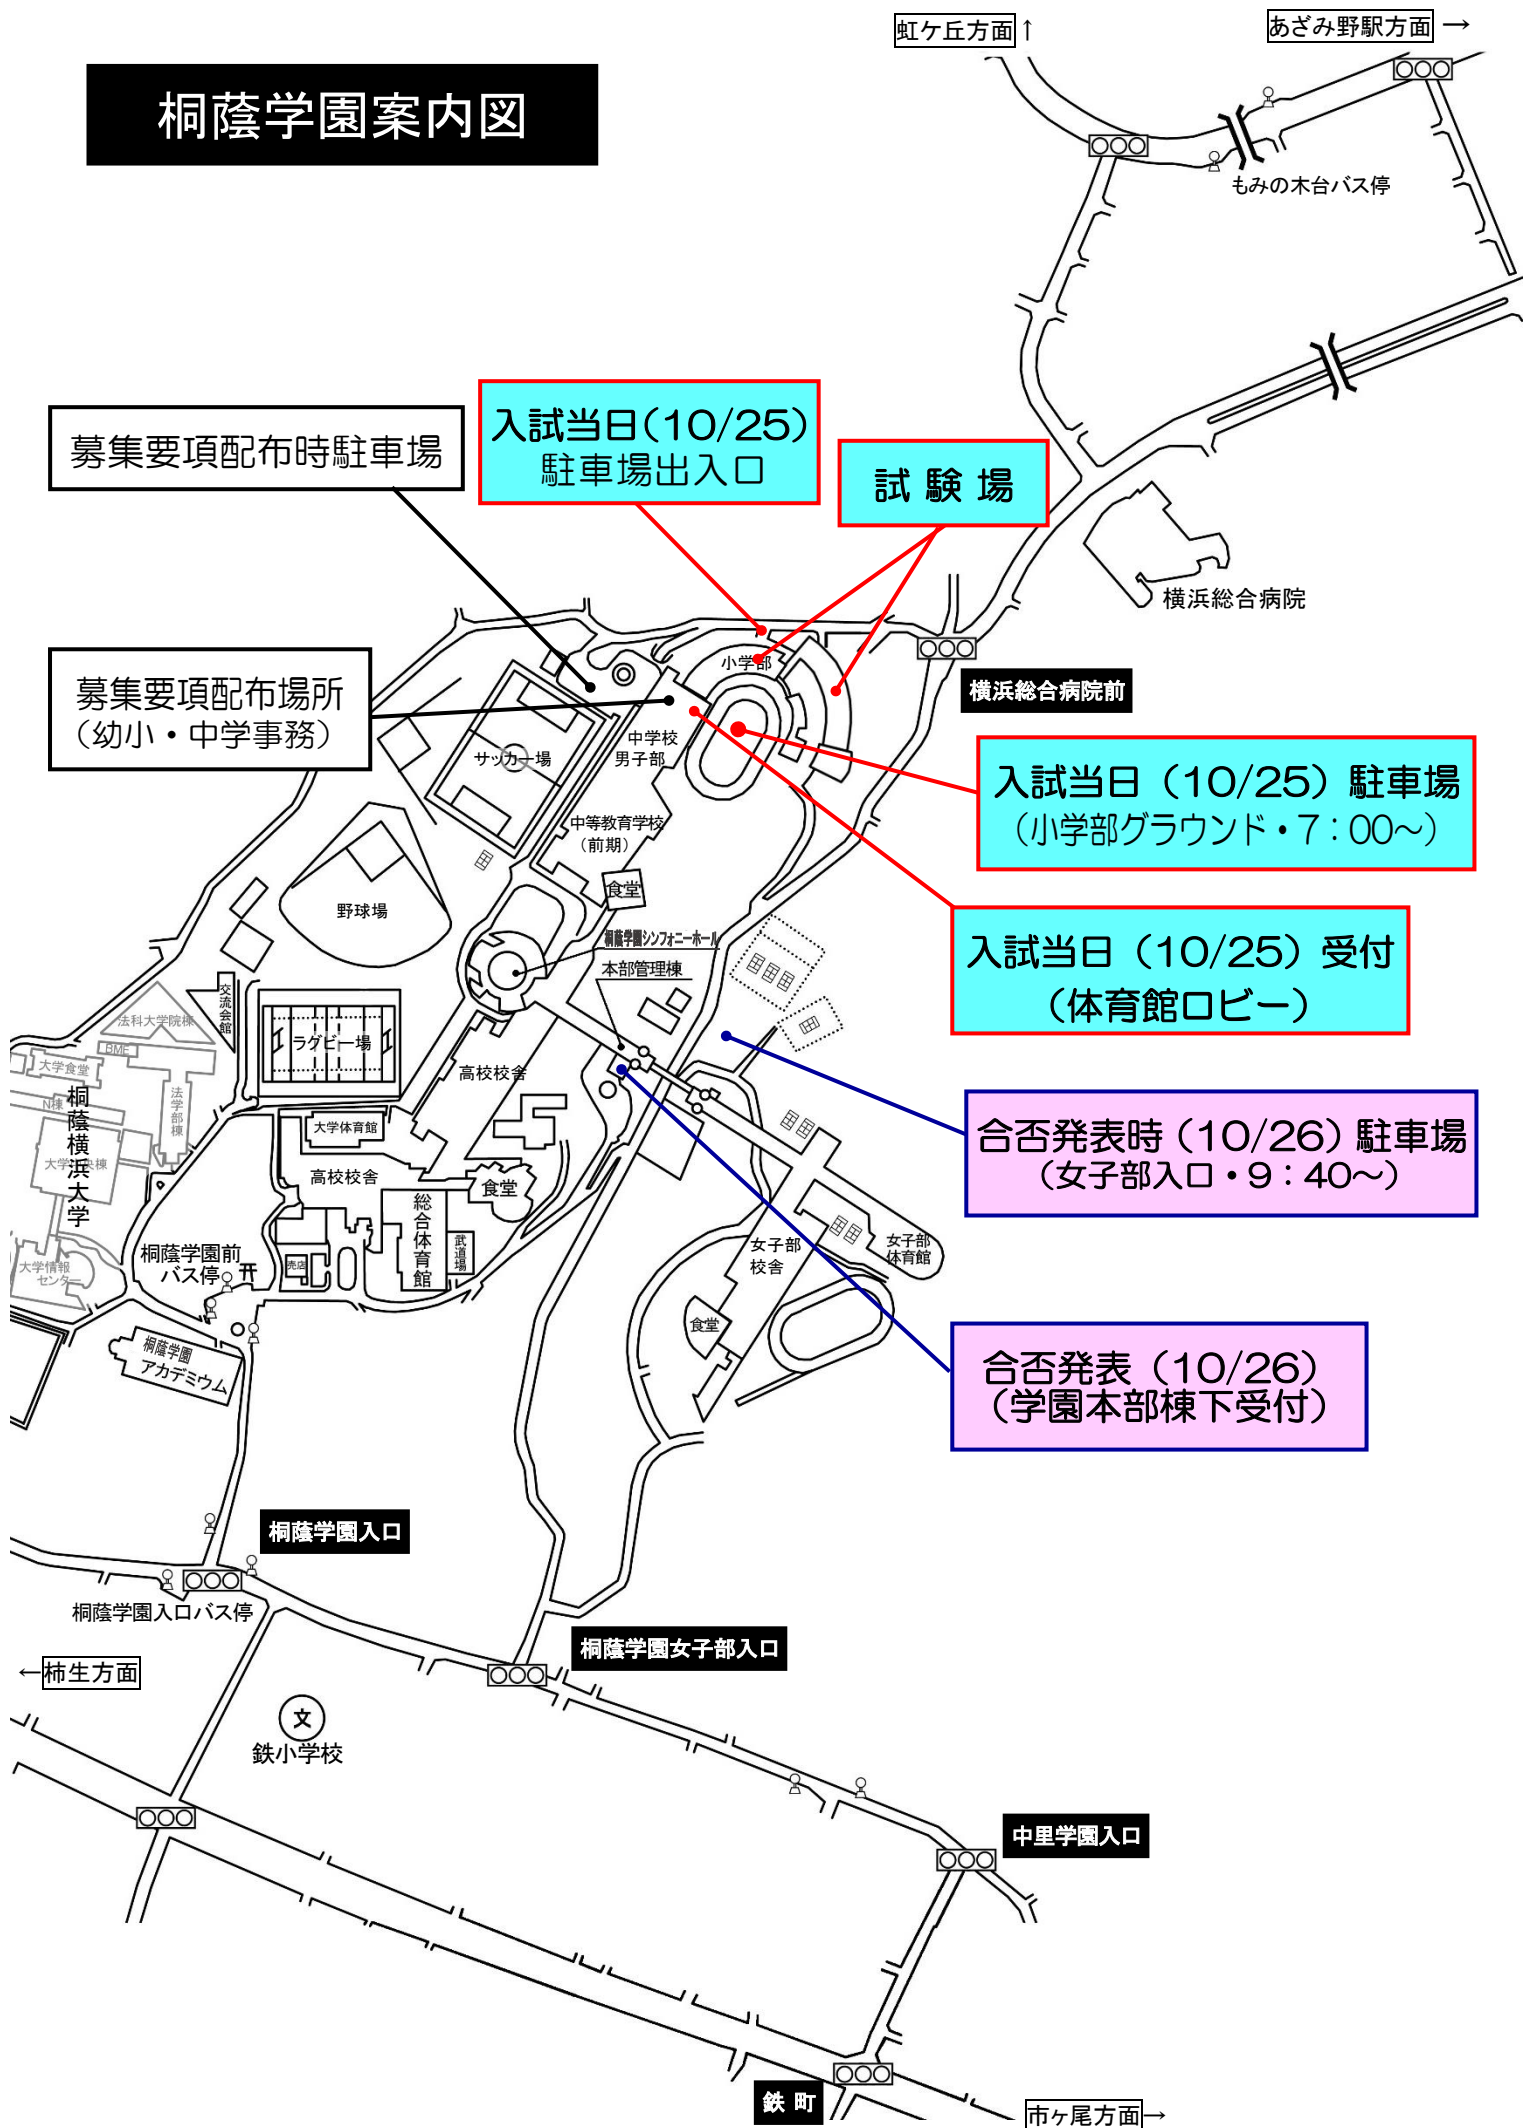 虹ケ丘方面↑
あざみ野駅方面 →
桐蔭学園案内図
もみの木台バス停
募集要項配布時駐車場
入試当日(10/25)
駐車場出入口
試 験 場
横浜総合病院
募集要項配布場所
（幼小・中学事務）
小学部
横浜総合病院前
サッカー場
中学校
男子部
入試当日（10/25）駐車場
（小学部グラウンド・7：00～）
中等教育学校
（前期）
食堂
野球場
桐蔭学園シンフォニーホール
本部管理棟
入試当日（10/25）受付
（体育館ロビー）
交流会館
法科大学院棟
ラグビー場
BME
大学食堂
高校校舎
N棟
桐蔭横浜大学
法学部棟
大学体育館
大学中央棟
合否発表時（10/26）駐車場
（女子部入口・9：40～）
高校校舎
食堂
総合体育館
武道場
桐蔭学園前
バス停
売店
大学情報
センター
女子部
校舎
女子部
体育館
食堂
桐蔭学園
アカデミウム
合否発表（10/26）
（学園本部棟下受付）
桐蔭学園入口
桐蔭学園入口バス停
桐蔭学園女子部入口
←柿生方面
文
鉄小学校
中里学園入口
鉄 町
市ヶ尾方面→